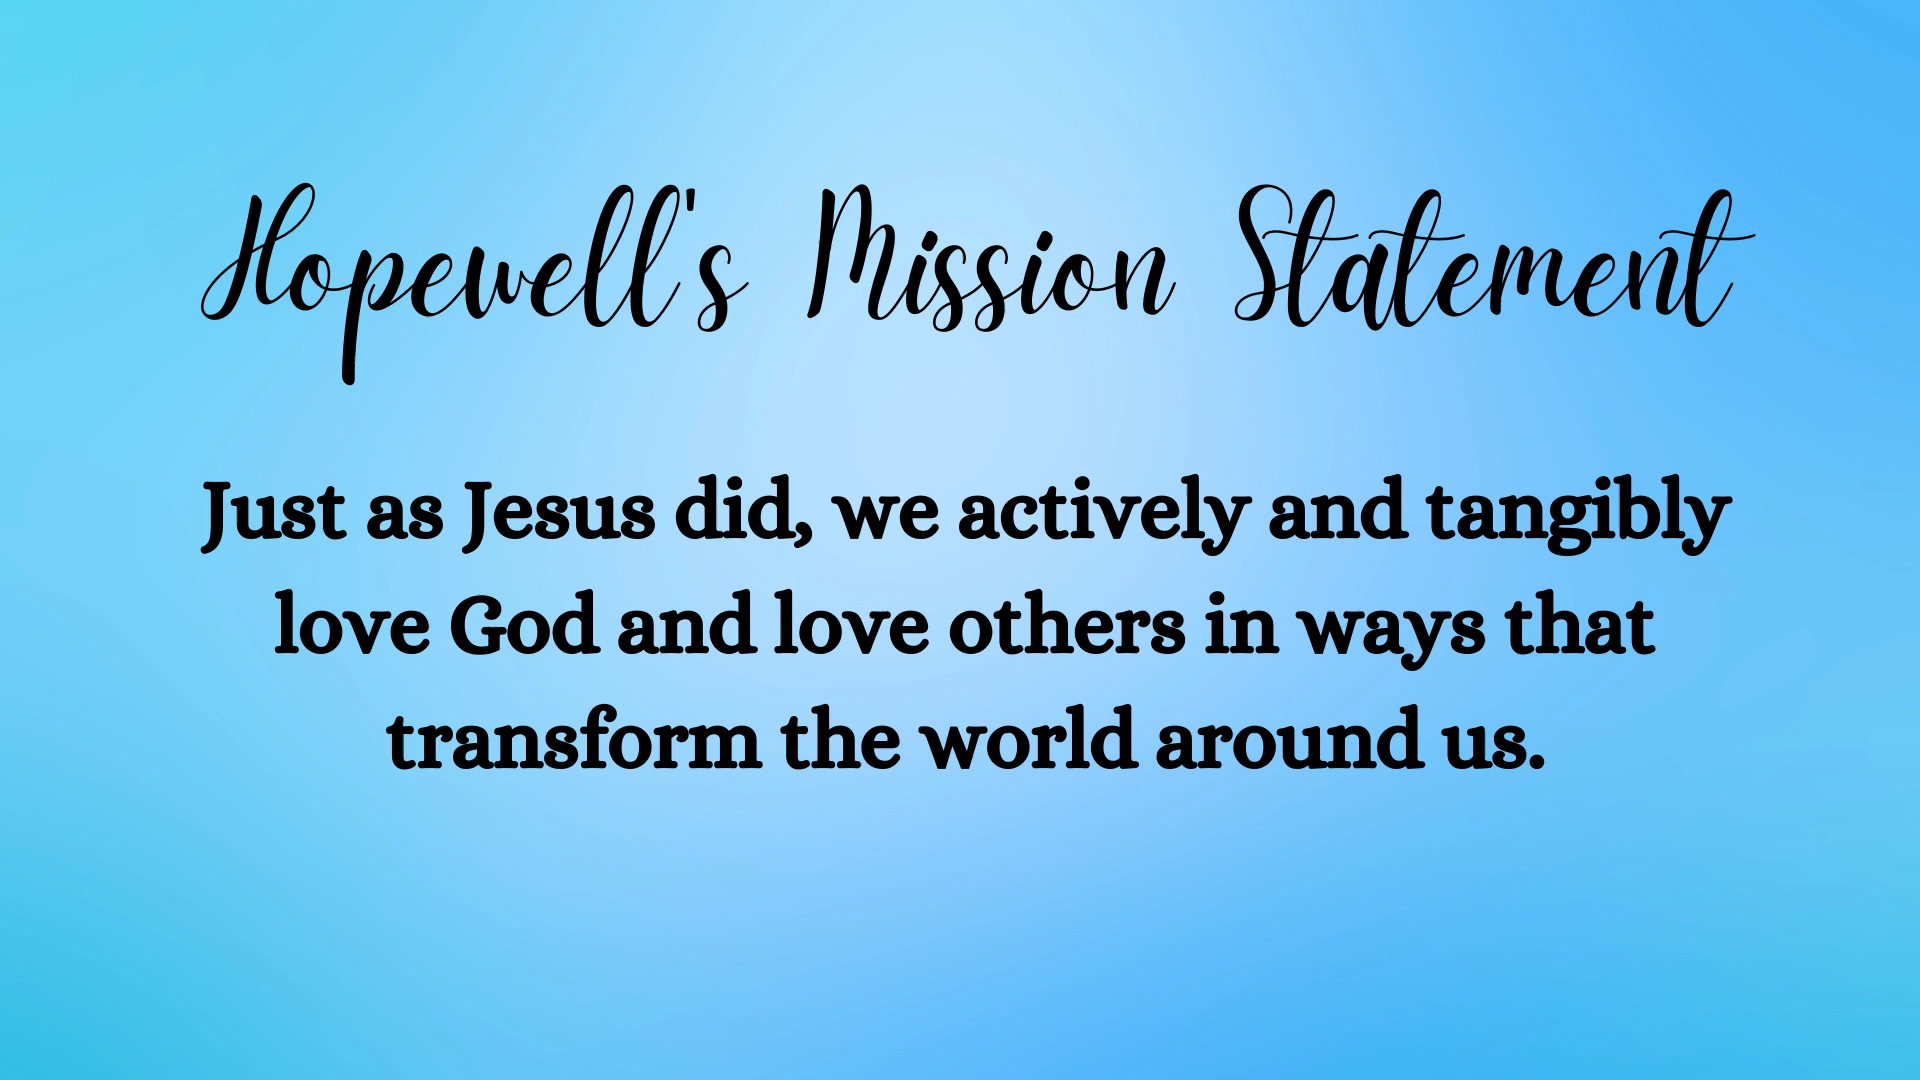 Hopewell's Mission Statement
Just as Jesus did, we actively and tangibly
love God and love others in ways that
transform the world around us.